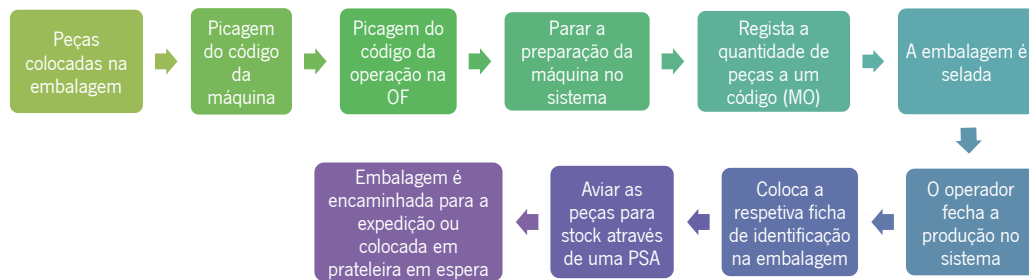 Peças
colocadas na
embalagem
Picagem
do código
da
máquina
Picagem do
código da
operação na
OF
Parar a
preparação da
máquina no
sistema
Regista a
quantidade de
peças a um
código (MO)
A embalagem é
selada
O operador
fecha a
produção no
sistema
Coloca a
respetiva ficha
de identificação
na embalagem
Aviar as
peças para
stock através
de uma PSA
Embalagem é
encaminhada para a
expedição ou
colocada em
prateleira em espera